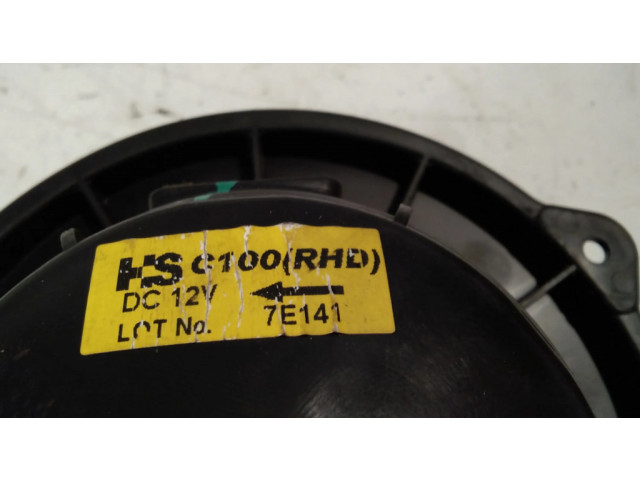 HS C100(RHD)
DC 12V
LOT No. 7E141